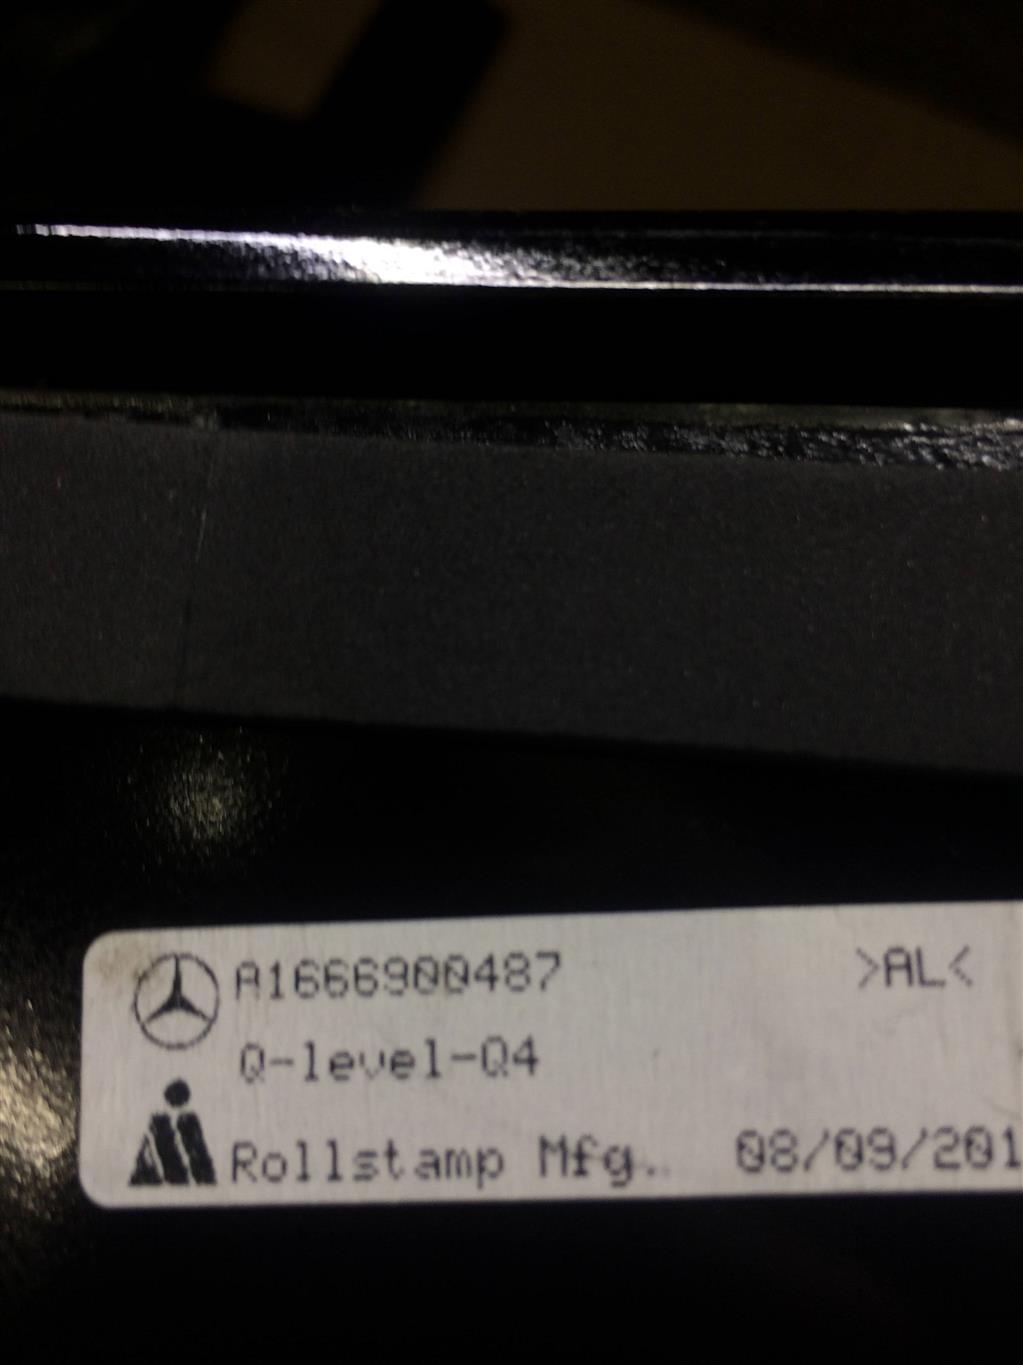 A1666900487 >AL<
Q-level-Q4
Rollstamp Mfg. 08/09/201